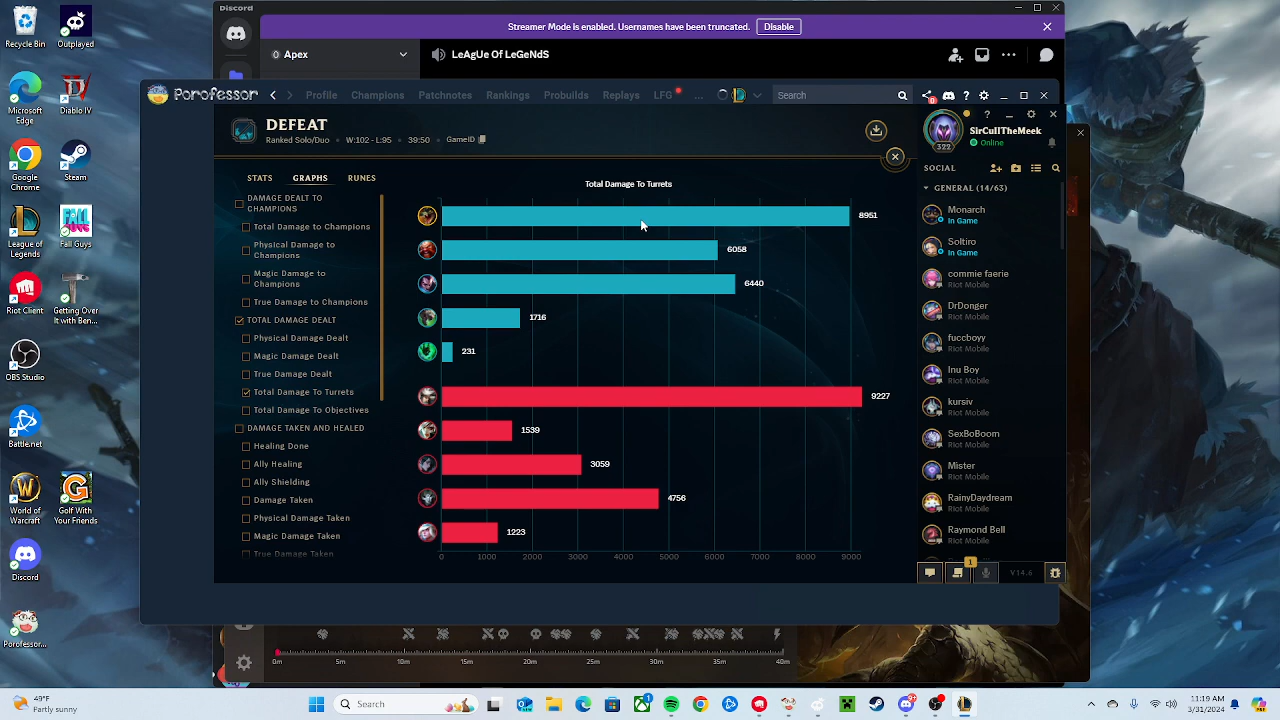 Discord
Streamer Mode is enabled. Usernames have been truncated.
Disable
Apex
LeAgUe Of LeGeNdS
Porofessor
Profile
Champions
Patchnotes
Rankings
Probuilds
Replays
LFG
...
Search
DEFEAT
Ranked Solo/Duo
W:102 - L:95
39:50
GameID
322
SirCullTheMeek
Online
STATS
GRAPHS
RUNES
DAMAGE DEALT TO
CHAMPIONS
Total Damage to Champions
Physical Damage to
Champions
Magic Damage to
Champions
True Damage to Champions
TOTAL DAMAGE DEALT
Physical Damage Dealt
Magic Damage Dealt
True Damage Dealt
Total Damage To Turrets
Total Damage To Objectives
DAMAGE TAKEN AND HEALED
Healing Done
Ally Healing
Ally Shielding
Damage Taken
Physical Damage Taken
Magic Damage Taken
True Damage Taken
Total Damage To Turrets
8951
6058
6440
1716
231
9227
1539
3059
4756
1223
0
1000
2000
3000
4000
5000
6000
7000
8000
9000
SOCIAL
GENERAL (14/63)
Monarch
In Game
Soltiro
In Game
commie faerie
Riot Mobile
DrDonger
Riot Mobile
fuccboyy
Riot Mobile
Inu Boy
Riot Mobile
kursiv
Riot Mobile
SexBoBoom
Riot Mobile
Mister
Riot Mobile
RainyDaydream
Riot Mobile
Raymond Bell
Riot Mobile
1
V14.6
0m
5m
10m
15m
20m
25m
30m
35m
40m
Recycle Bin
Outplayed
Microsoft
Edge
Diablo IV
Google
Chrome
Steam
League of
Legends
Fall Guys
Riot Client
Getting Over
It with Ben...
OBS Studio
Battle.net
World of
Warcraft
Golf With
Your Friends
Discord
Porofessor...
49°F
Sunny
Search
1
9+
11:19 AM
3/31/2024